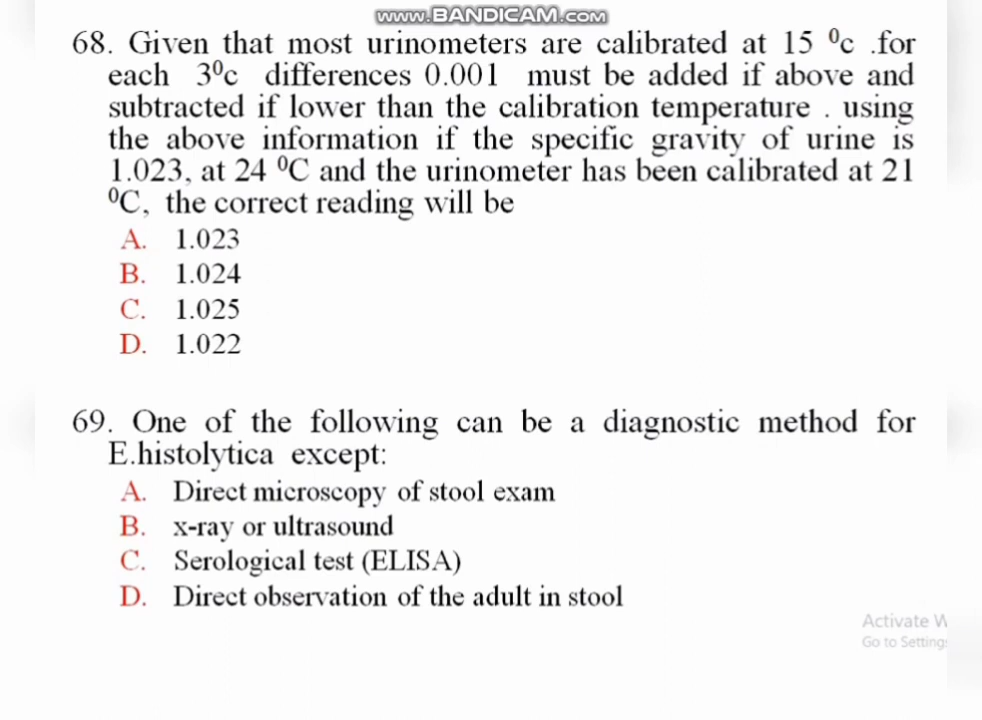 www.BANDICAM.com
68. Given that most urinometers are calibrated at 15 ⁰c .for
each 3⁰c differences 0.001 must be added if above and
subtracted if lower than the calibration temperature . using
the above information if the specific gravity of urine is
1.023, at 24 ⁰C and the urinometer has been calibrated at 21
⁰C, the correct reading will be
A. 1.023
B. 1.024
C. 1.025
D. 1.022
69. One of the following can be a diagnostic method for
E.histolytica except:
A. Direct microscopy of stool exam
B. x-ray or ultrasound
C. Serological test (ELISA)
D. Direct observation of the adult in stool
Activate W
Go to Setting